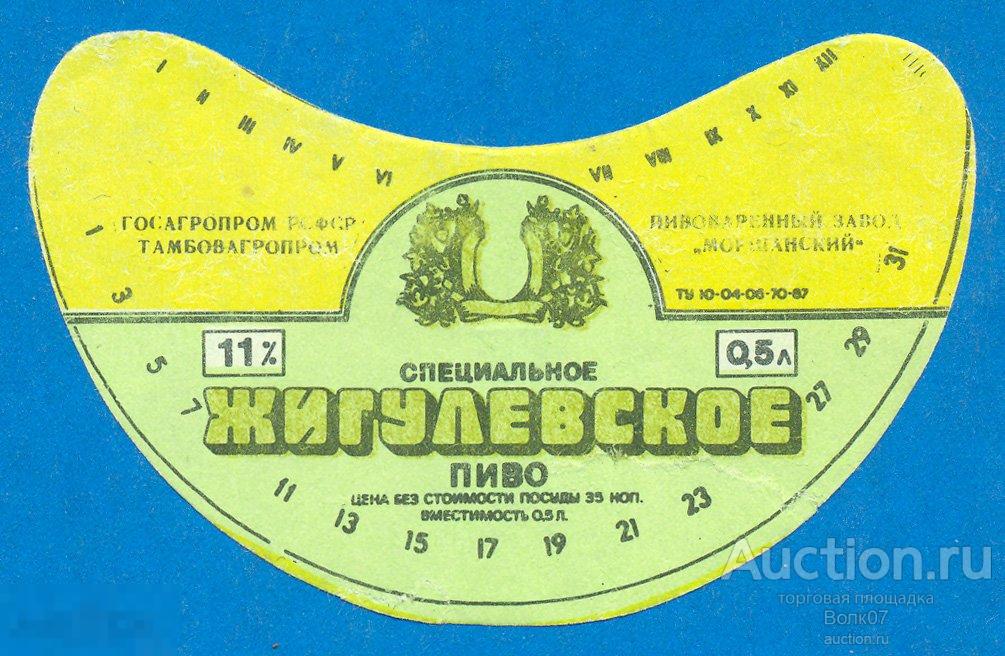 I II III IV V VI VII VIII IX X XI XII
ГОСАГРОПРОМ РСФСР
ТАМБОВАГРОПРОМ
ПИВОВАРЕННЫЙ ЗАВОД
„МОРШАНСКИЙ“
ТУ 10-04-06-70-87
11%
0,5л
СПЕЦИАЛЬНОЕ
ЖИГУЛЕВСКОЕ
ПИВО
ЦЕНА БЕЗ СТОИМОСТИ ПОСУДЫ 35 КОП.
ВМЕСТИМОСТЬ 0,5 Л.
1 3 5 7 11 13 15 17 19 21 23 27 29 31
Auction.ru
торговая площадка
Волк07
auction.ru